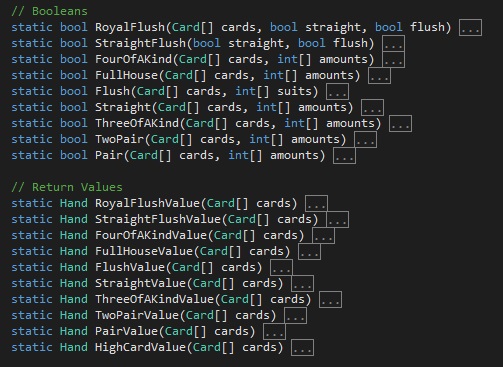 // Booleans
static bool RoyalFlush(Card[] cards, bool straight, bool flush) ...
static bool StraightFlush(bool straight, bool flush) ...
static bool FourOfAKind(Card[] cards, int[] amounts) ...
static bool FullHouse(Card[] cards, int[] amounts) ...
static bool Flush(Card[] cards, int[] suits) ...
static bool Straight(Card[] cards, int[] amounts) ...
static bool ThreeOfAKind(Card[] cards, int[] amounts) ...
static bool TwoPair(Card[] cards, int[] amounts) ...
static bool Pair(Card[] cards, int[] amounts) ...
// Return Values
static Hand RoyalFlushValue(Card[] cards) ...
static Hand StraightFlushValue(Card[] cards) ...
static Hand FourOfAKindValue(Card[] cards) ...
static Hand FullHouseValue(Card[] cards) ...
static Hand FlushValue(Card[] cards) ...
static Hand StraightValue(Card[] cards) ...
static Hand ThreeOfAKindValue(Card[] cards) ...
static Hand TwoPairValue(Card[] cards) ...
static Hand PairValue(Card[] cards) ...
static Hand HighCardValue(Card[] cards) ...